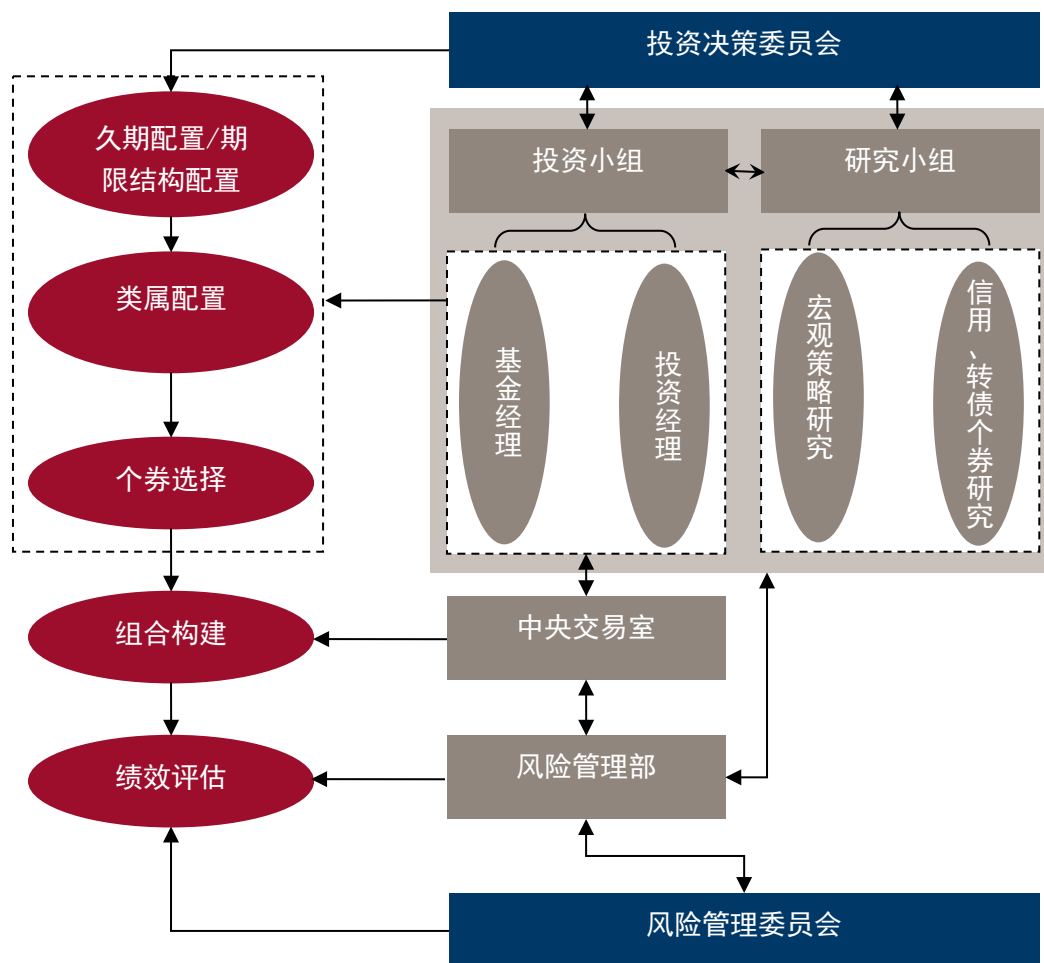 投资决策委员会
久期配置/期
限结构配置
投资小组
研究小组
类属配置
基金经理
投资经理
宏观策略研究
信用、转债个券研究
个券选择
组合构建
中央交易室
绩效评估
风险管理部
风险管理委员会